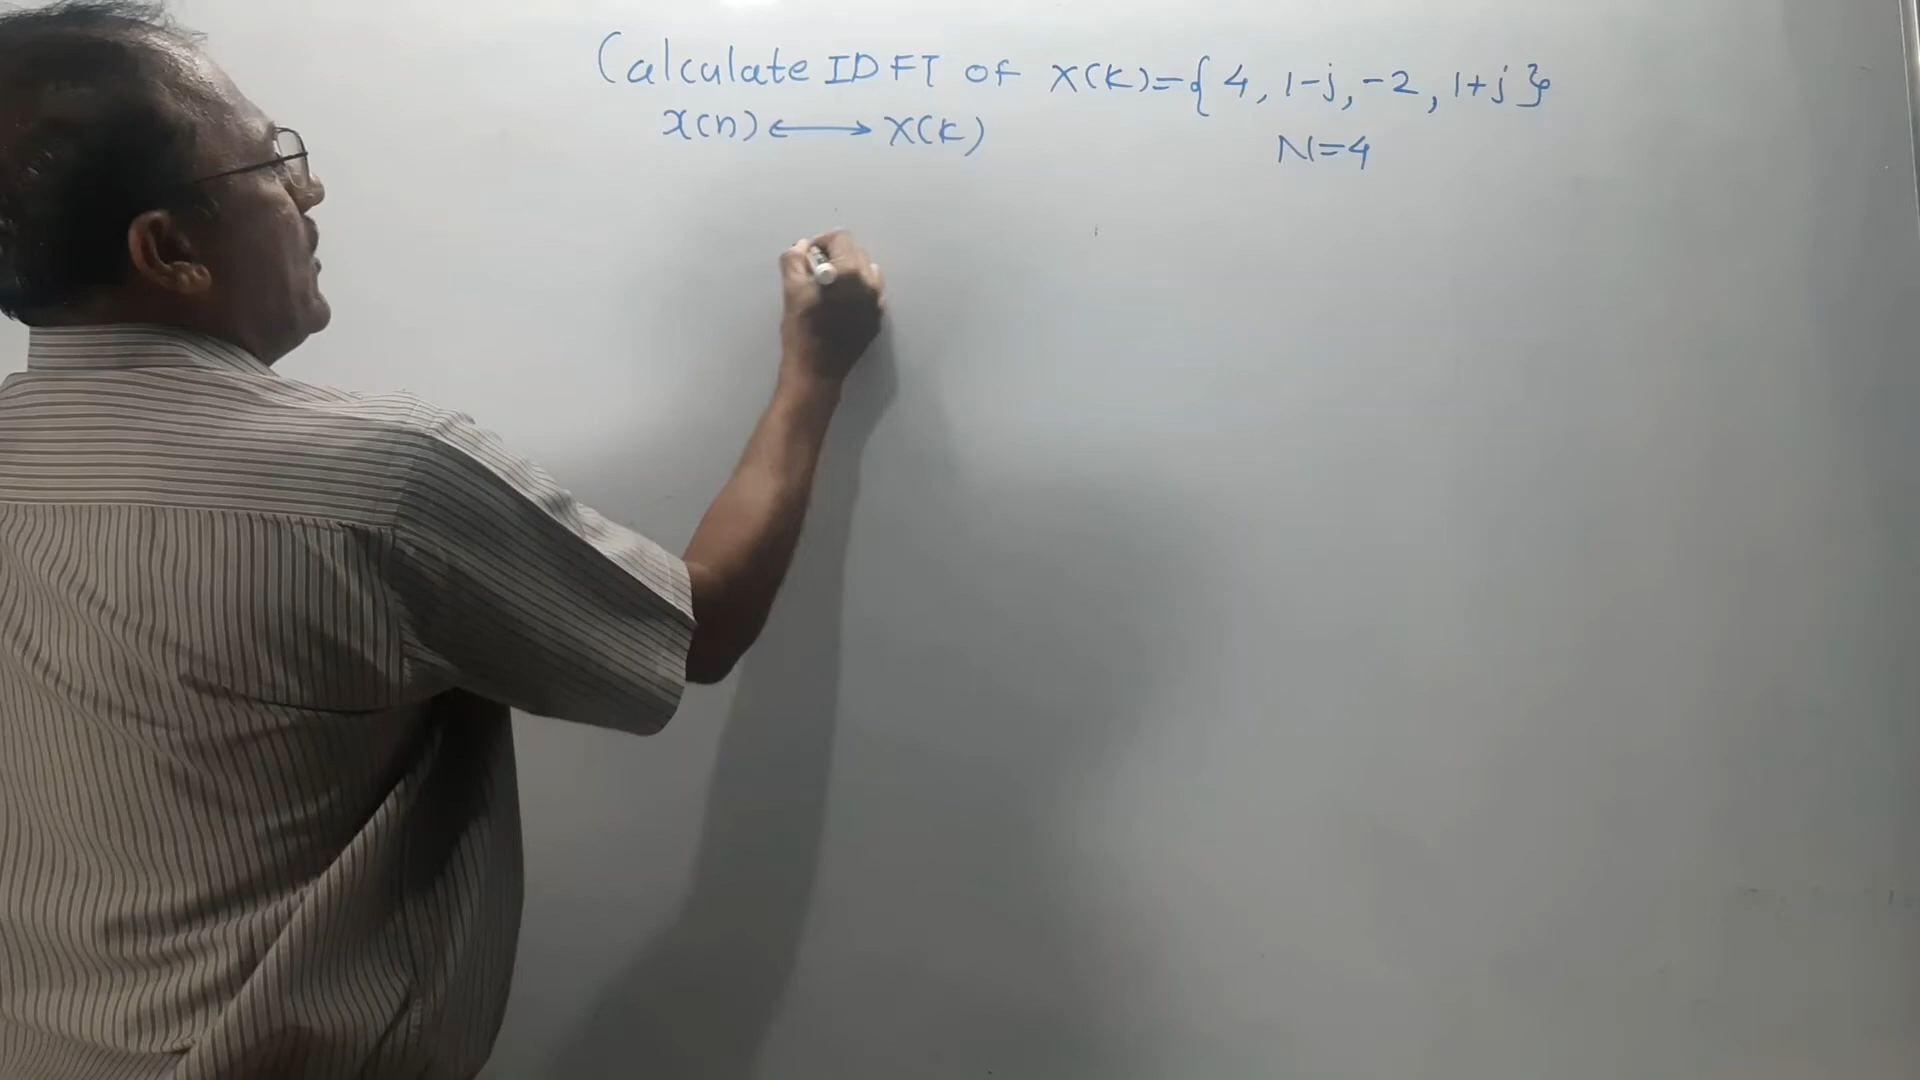 Calculate IDFT of X(k)={ 4, 1-j, -2, 1+j }
x(n) ⟷ X(k)
N=4